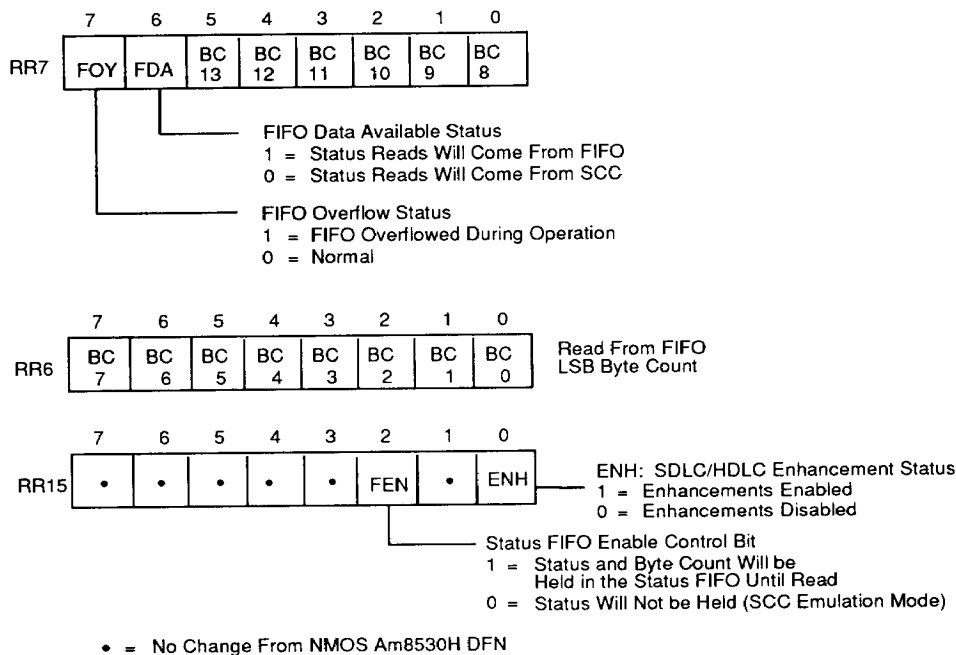 7 6 5 4 3 2 1 0
RR7 FOY FDA BC 13 BC 12 BC 11 BC 10 BC 9 BC 8
FIFO Data Available Status
1 = Status Reads Will Come From FIFO
0 = Status Reads Will Come From SCC
FIFO Overflow Status
1 = FIFO Overflowed During Operation
0 = Normal
7 6 5 4 3 2 1 0
RR6 BC 7 BC 6 BC 5 BC 4 BC 3 BC 2 BC 1 BC 0
Read From FIFO
LSB Byte Count
7 6 5 4 3 2 1 0
RR15 • • • • • FEN • ENH
ENH: SDLC/HDLC Enhancement Status
1 = Enhancements Enabled
0 = Enhancements Disabled
Status FIFO Enable Control Bit
1 = Status and Byte Count Will be
Held in the Status FIFO Until Read
0 = Status Will Not be Held (SCC Emulation Mode)
• = No Change From NMOS Am8530H DFN